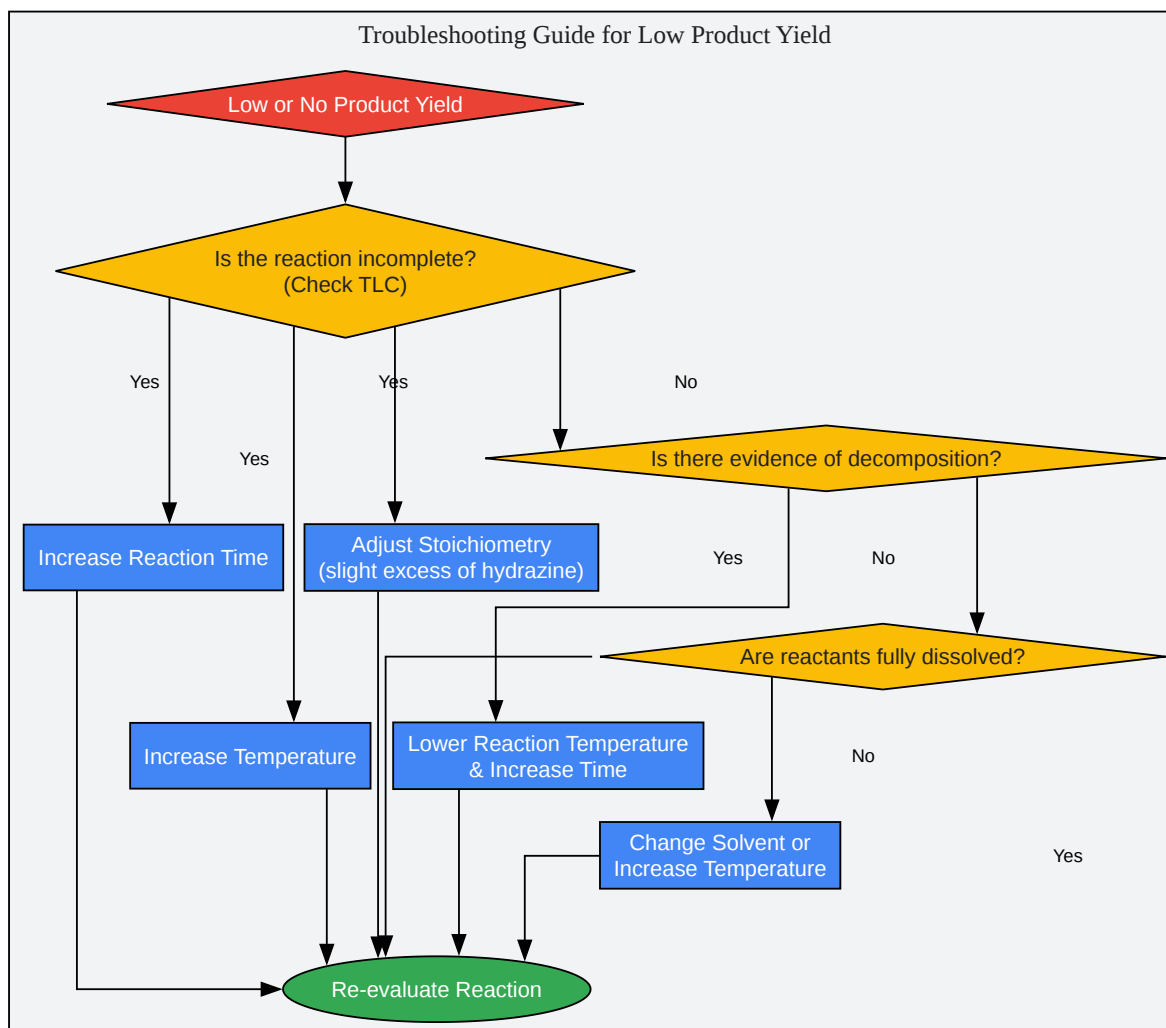 Troubleshooting Guide for Low Product Yield
Low or No Product Yield
Is the reaction incomplete?
(Check TLC)
Yes
Yes
No
Yes
Is there evidence of decomposition?
Increase Reaction Time
Adjust Stoichiometry
(slight excess of hydrazine)
Yes
No
Are reactants fully dissolved?
Increase Temperature
Lower Reaction Temperature
& Increase Time
No
Change Solvent or
Increase Temperature
Yes
Re-evaluate Reaction